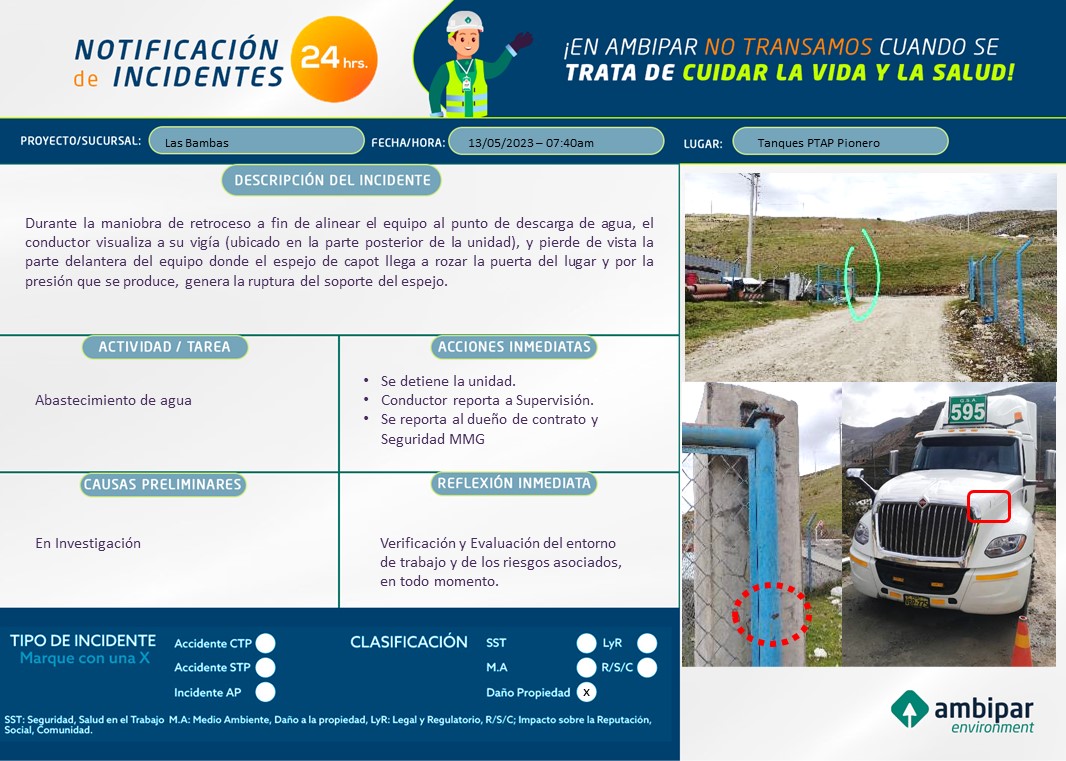 NOTIFICACIÓN
de INCIDENTES
24 hrs.
¡EN AMBIPAR NO TRANSAMOS CUANDO SE
TRATA DE CUIDAR LA VIDA Y LA SALUD!
PROYECTO/SUCURSAL: Las Bambas FECHA/HORA: 13/05/2023 – 07:40am LUGAR: Tanques PTAP Pionero
DESCRIPCIÓN DEL INCIDENTE
Durante la maniobra de retroceso a fin de alinear el equipo al punto de descarga de agua, el
conductor visualiza a su vigía (ubicado en la parte posterior de la unidad), y pierde de vista la
parte delantera del equipo donde el espejo de capot llega a rozar la puerta del lugar y por la
presión que se produce, genera la ruptura del soporte del espejo.
ACTIVIDAD / TAREA
Abastecimiento de agua
ACCIONES INMEDIATAS
• Se detiene la unidad.
• Conductor reporta a Supervisión.
• Se reporta al dueño de contrato y
Seguridad MMG
CAUSAS PRELIMINARES
En Investigación
REFLEXIÓN INMEDIATA
Verificación y Evaluación del entorno
de trabajo y de los riesgos asociados,
en todo momento.
G.S.A.
595
TIPO DE INCIDENTE
Marque con una X
Accidente CTP
Accidente STP
Incidente AP
CLASIFICACIÓN
SST LyR
M.A R/S/C
Daño Propiedad X
SST: Seguridad, Salud en el Trabajo M.A: Medio Ambiente, Daño a la propiedad, LyR: Legal y Regulatorio, R/S/C; Impacto sobre la Reputación,
Social, Comunidad.
ambipar
environment